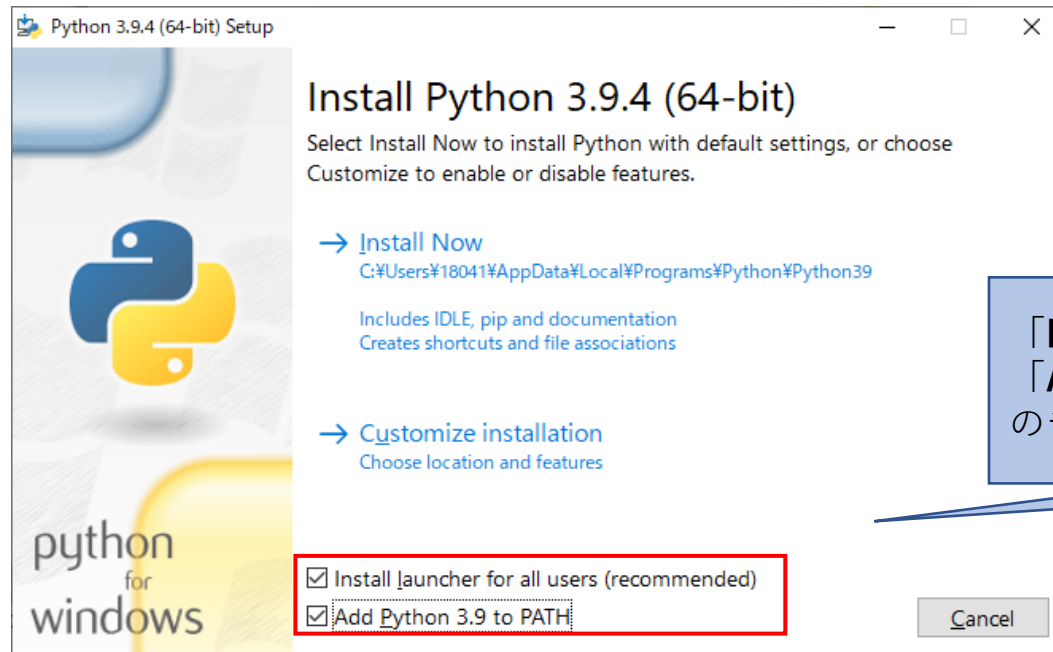 Python 3.9.4 (64-bit) Setup
Install Python 3.9.4 (64-bit)
Select Install Now to install Python with default settings, or choose
Customize to enable or disable features.
→ Install Now
C:¥Users¥18041¥AppData¥Local¥Programs¥Python¥Python39
Includes IDLE, pip and documentation
Creates shortcuts and file associations
→ Customize installation
Choose location and features
「
「A
の
python
for
windows
Install launcher for all users (recommended)
Add Python 3.9 to PATH
Cancel